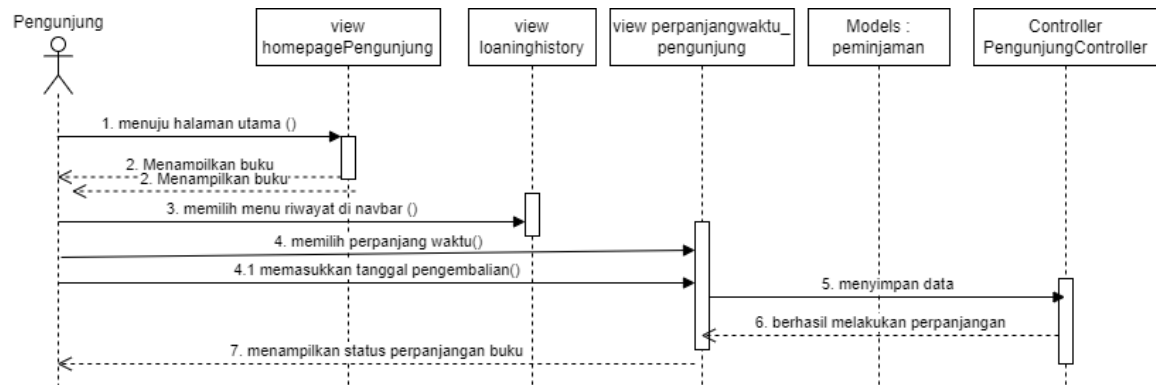 Pengunjung
view
homepagePengunjung
view
loaninghistory
view perpanjangwaktu_
pengunjung
Models :
peminjaman
Controller
PengunjungController
1. menuju halaman utama ()
2. Menampilkan buku
2. Menampilkan buku
3. memilih menu riwayat di navbar ()
4. memilih perpanjang waktu()
4.1 memasukkan tanggal pengembalian()
5. menyimpan data
6. berhasil melakukan perpanjangan
7. menampilkan status perpanjangan buku